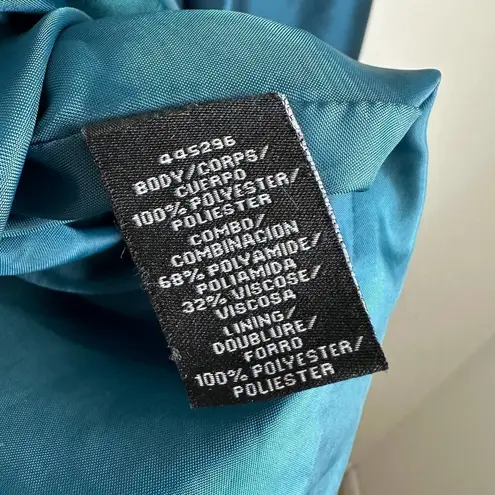 445296
BODY/CORPS/
CUERPO
100% POLYESTER/
POLIESTER
COMBO/
COMBINACION
68% POLYAMIDE/
POLIAMIDA
32% VISCOSE/
VISCOSA
LINING/
DOUBLURE/
FORRO
100% POLYESTER/
POLIESTER